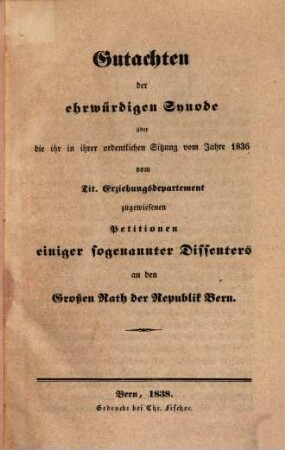 Gutachten
der
ehrwürdigen Synode
über
die ihr in ihrer ordentlichen Sitzung vom Jahre 1836
vom
Tit. Erziehungsdepartement
zugewiesenen
Petitionen
einiger sogenannter Dissenters
an den
Großen Rath der Republik Bern.
Bern, 1838.
Gedruckt bei Chr. Fischer.